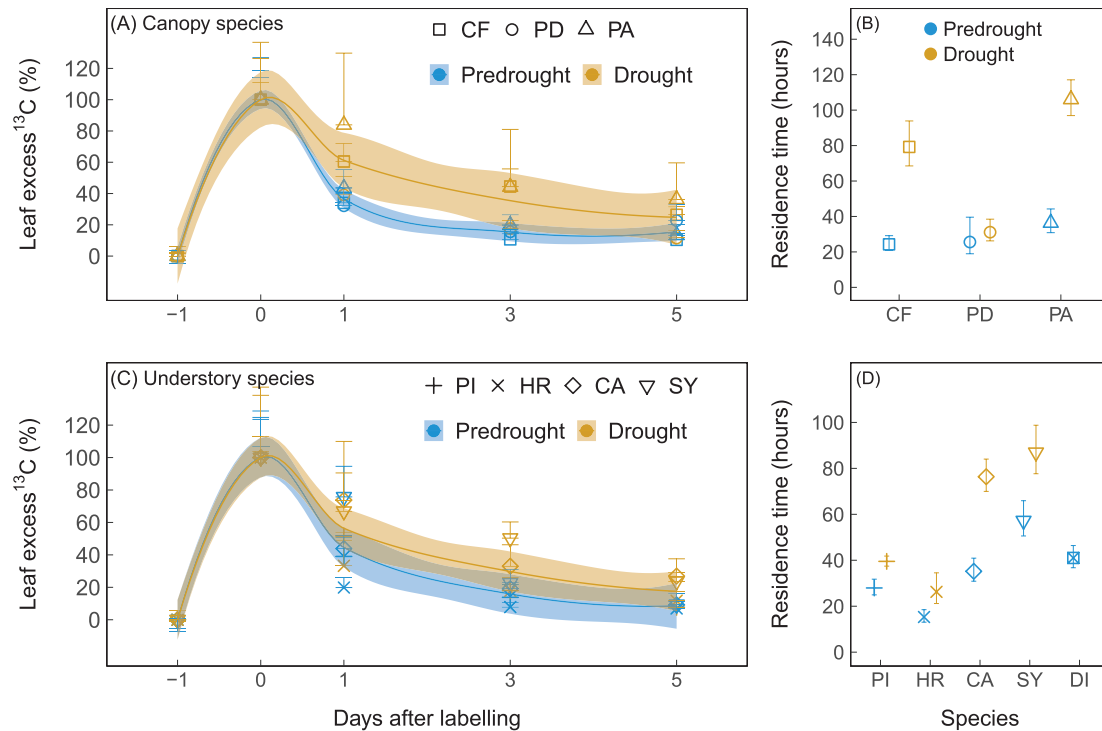 (A) Canopy species
CF PD PA
Predrought Drought
Leaf excess ¹³C (%)
120
100
80
60
40
20
0
−1 0 1 3 5
(B)
Predrought
Drought
Residence time (hours)
140
120
100
80
60
40
20
0
CF PD PA
(C) Understory species
PI HR CA SY
Predrought Drought
Leaf excess ¹³C (%)
120
100
80
60
40
20
0
−1 0 1 3 5
Days after labelling
(D)
Residence time (hours)
100
80
60
40
20
0
PI HR CA SY DI
Species